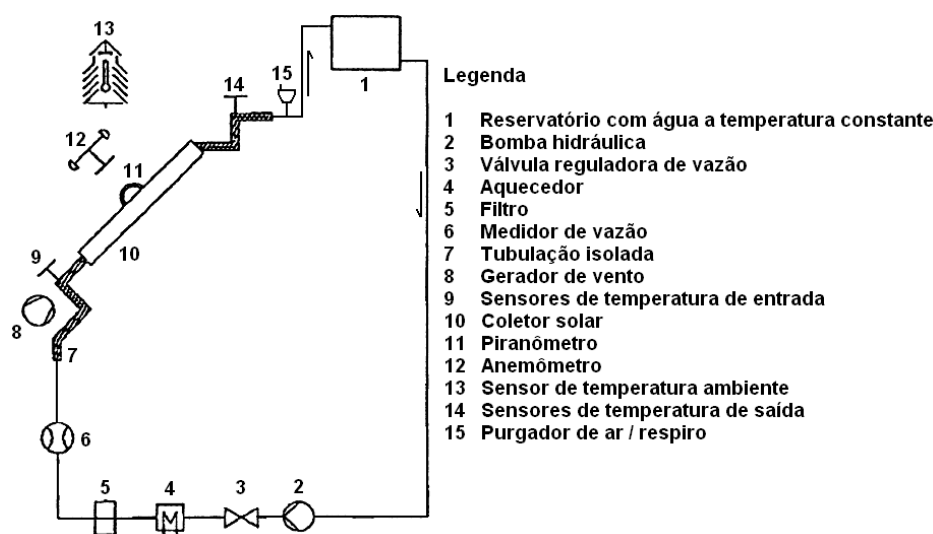 13
15
14
1
12
11
10
9
8
7
6
5
4
3
2
Legenda
1 Reservatório com água a temperatura constante
2 Bomba hidráulica
3 Válvula reguladora de vazão
4 Aquecedor
5 Filtro
6 Medidor de vazão
7 Tubulação isolada
8 Gerador de vento
9 Sensores de temperatura de entrada
10 Coletor solar
11 Piranômetro
12 Anemômetro
13 Sensor de temperatura ambiente
14 Sensores de temperatura de saída
15 Purgador de ar / respiro